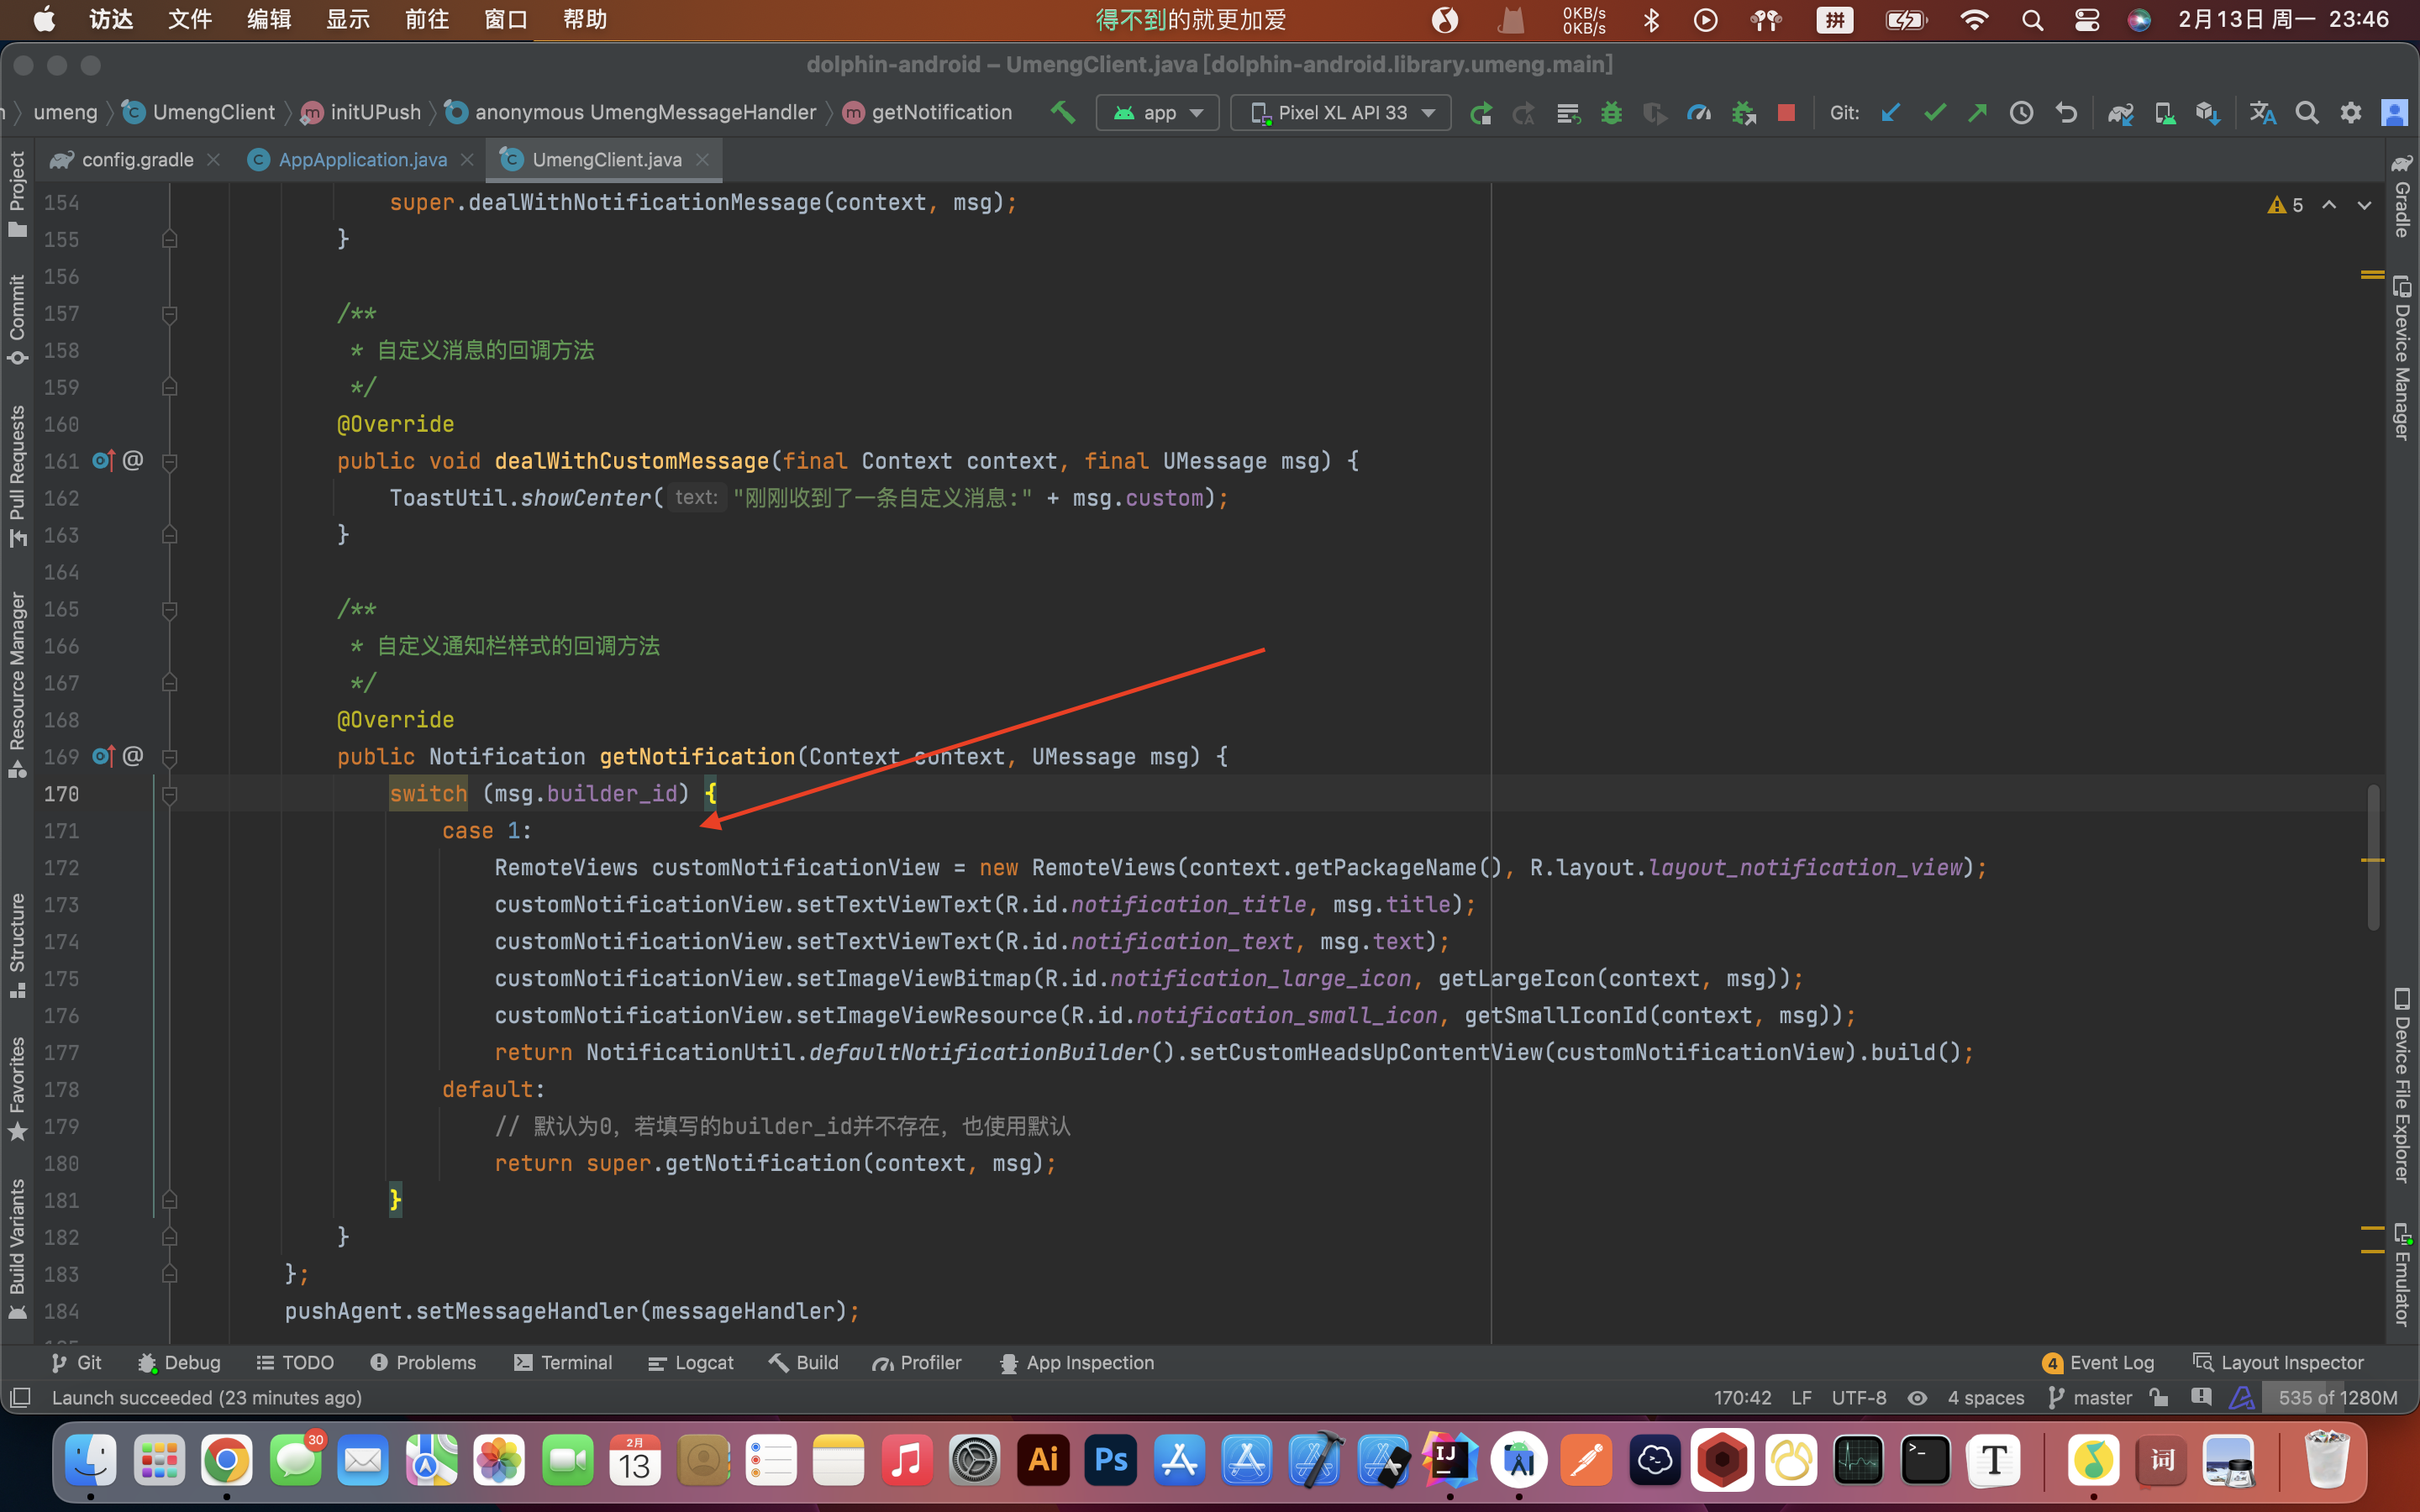 访达 文件 编辑 显示 前往 窗口 帮助 得不到的就更加爱 0KB/s 0KB/s 拼 2月13日 周一 23:46
dolphin-android – UmengClient.java [dolphin-android.library.umeng.main]
umeng UmengClient initUPush anonymous UmengMessageHandler getNotification app Pixel XL API 33 Git:
config.gradle AppApplication.java UmengClient.java
Project
Commit
Pull Requests
Resource Manager
Structure
Favorites
Build Variants
5
154 super.dealWithNotificationMessage(context, msg);
155 }
156
157 /**
158 * 自定义消息的回调方法
159 */
160 @Override
161 @ public void dealWithCustomMessage(final Context context, final UMessage msg) {
162 ToastUtil.showCenter( text: "刚刚收到了一条自定义消息:" + msg.custom);
163 }
164
165 /**
166 * 自定义通知栏样式的回调方法
167 */
168 @Override
169 @ public Notification getNotification(Context context, UMessage msg) {
170 switch (msg.builder_id) {
171 case 1:
172 RemoteViews customNotificationView = new RemoteViews(context.getPackageName(), R.layout.layout_notification_view);
173 customNotificationView.setTextViewText(R.id.notification_title, msg.title);
174 customNotificationView.setTextViewText(R.id.notification_text, msg.text);
175 customNotificationView.setImageViewBitmap(R.id.notification_large_icon, getLargeIcon(context, msg));
176 customNotificationView.setImageViewResource(R.id.notification_small_icon, getSmallIconId(context, msg));
177 return NotificationUtil.defaultNotificationBuilder().setCustomHeadsUpContentView(customNotificationView).build();
178 default:
179 // 默认为0，若填写的builder_id并不存在，也使用默认
180 return super.getNotification(context, msg);
181 }
182 }
183 };
184 pushAgent.setMessageHandler(messageHandler);
Gradle
Device Manager
Device File Explorer
Emulator
Git Debug TODO Problems Terminal Logcat Build Profiler App Inspection 4 Event Log Layout Inspector
Launch succeeded (23 minutes ago) 170:42 LF UTF-8 4 spaces master 535 of 1280M
30 2月 13 Ai Ps IJ T 词